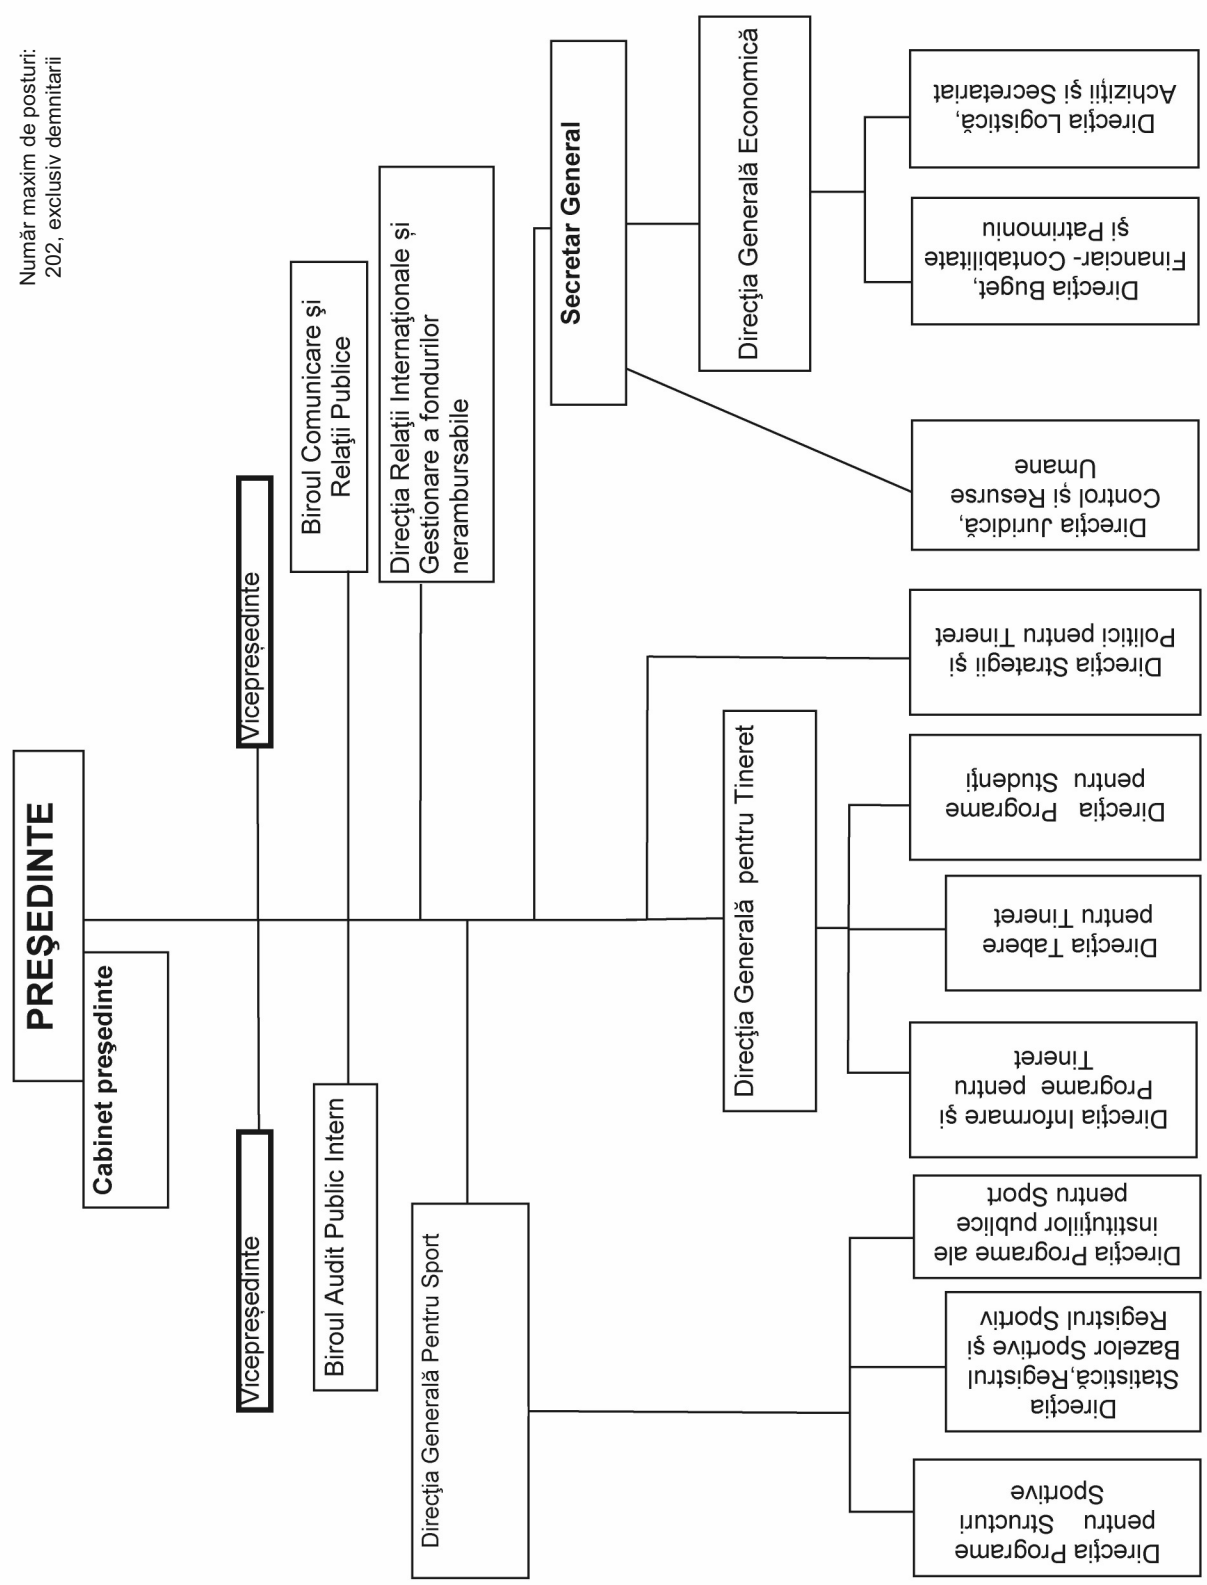 Număr maxim de posturi:
202, exclusiv demnitarii
PREŞEDINTE
Cabinet preşedinte
Vicepreședinte
Vicepreședinte
Biroul Audit Public Intern
Biroul Comunicare şi
Relaţii Publice
Direcţia Relaţii Internaţionale și
Gestionare a fondurilor
nerambursabile
Direcţia Generală Pentru Sport
Secretar General
Direcţia Generală pentru Tineret
Direcţia Generală Economică
Direcţia Programe
pentru Structuri
Sportive
Direcţia
Statistică,Registrul
Bazelor Sportive şi
Registrul Sportiv
Direcţia Programe ale
instituţiilor publice
pentru Sport
Direcţia Informare şi
Programe pentru
Tineret
Direcţia Tabere
pentru Tineret
Direcţia Programe
pentru Studenţi
Direcţia Strategii şi
Politici pentru Tineret
Direcţia Juridică,
Control și Resurse
Umane
Direcţia Buget,
Financiar- Contabilitate
şi Patrimoniu
Direcţia Logistică,
Achiziţii şi Secretariat